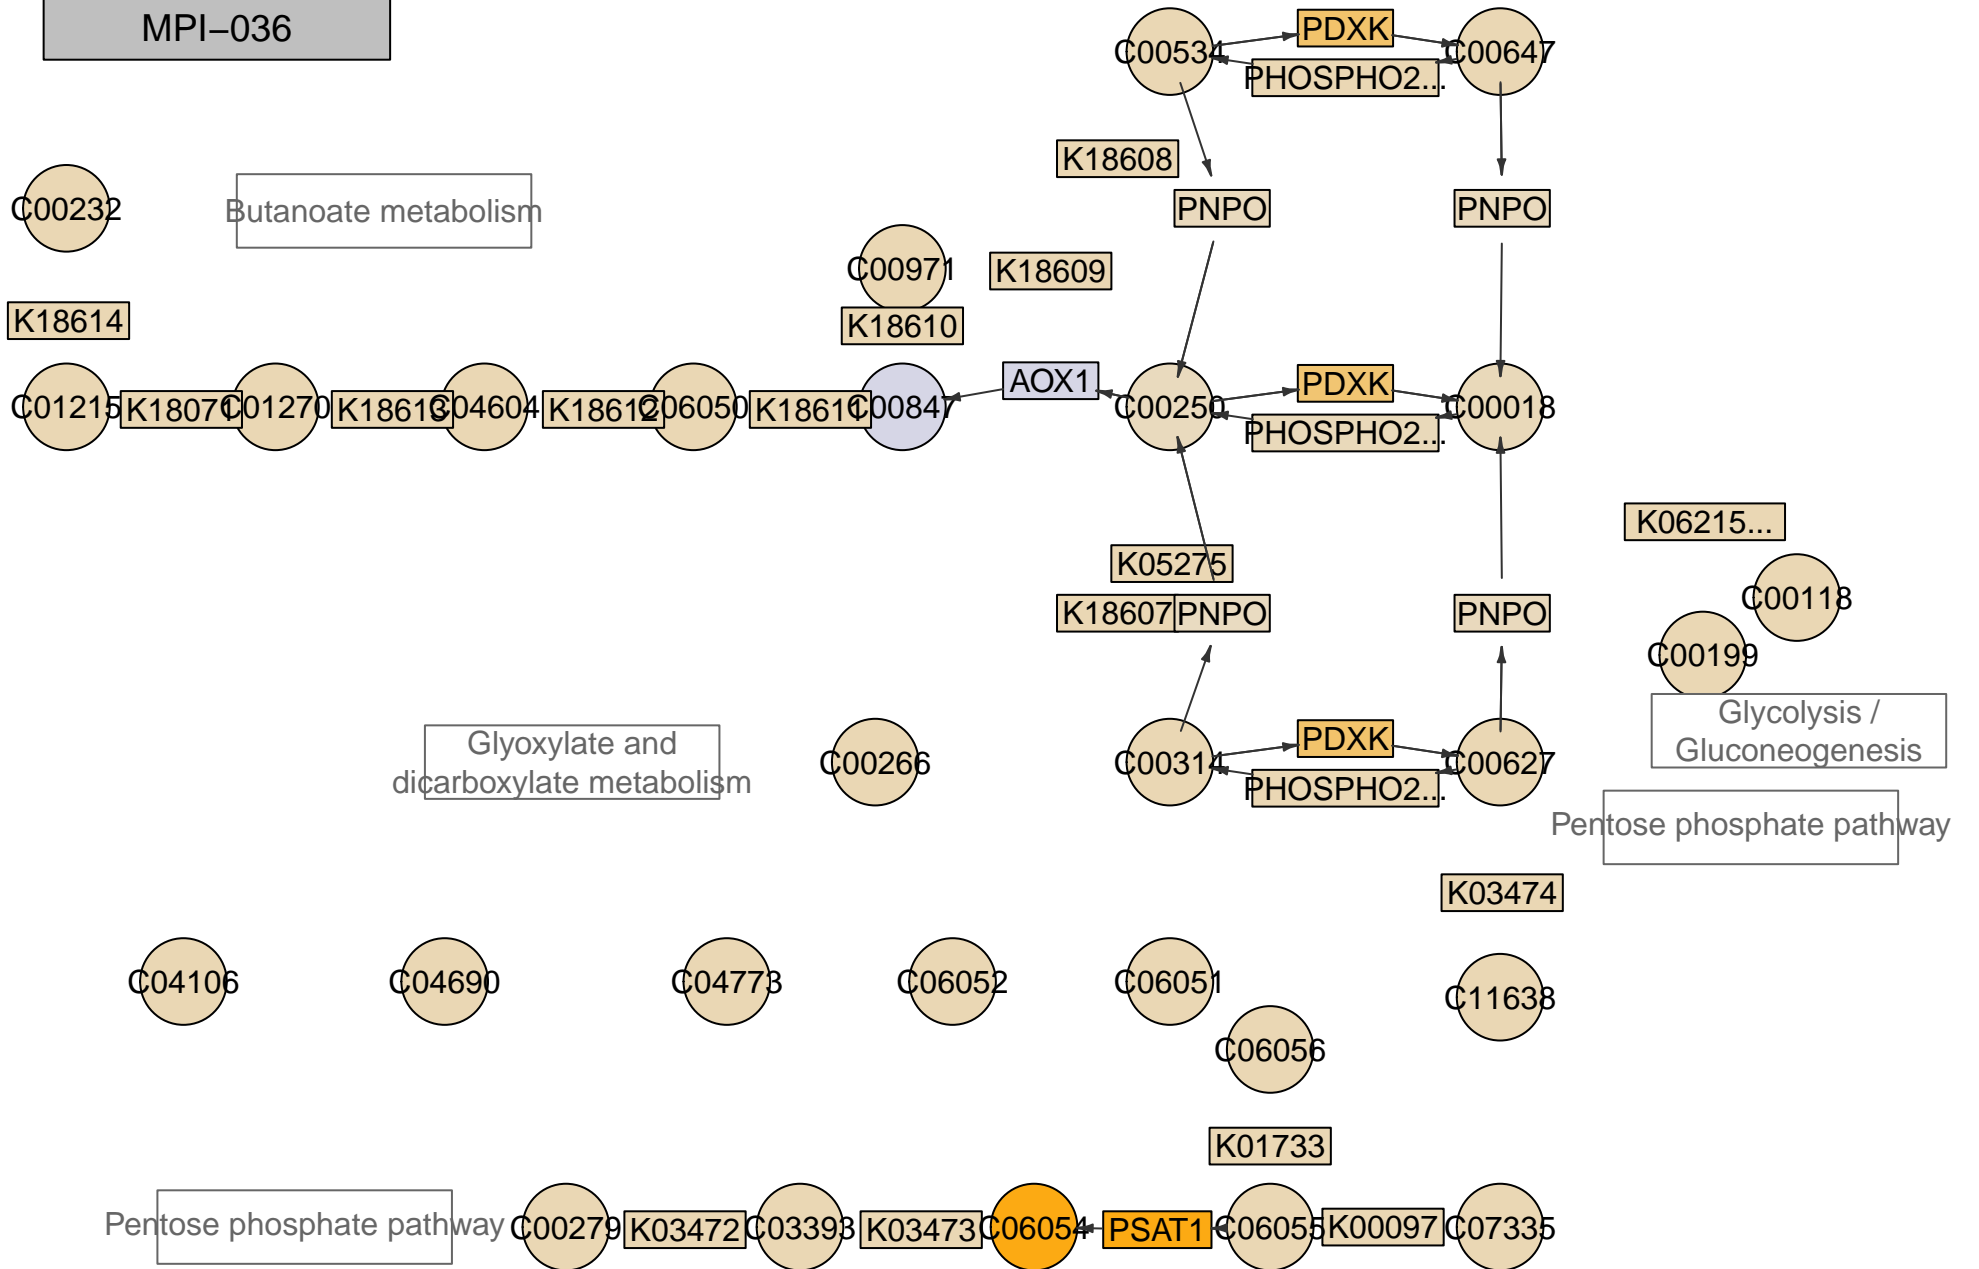 MPI–036
C00534
PDXK
C00647
PHOSPHO2...
K18608
C00232
Butanoate metabolism
PNPO
PNPO
C00971
K18609
K18614
K18610
AOX1
PDXK
C01215
K18071
C01270
K18613
C04604
K18612
C06050
K18611
C00847
C00250
C00018
PHOSPHO2...
K06215...
K05275
C00118
K18607
PNPO
PNPO
C00199
Glycolysis /
Gluconeogenesis
Glyoxylate and
dicarboxylate metabolism
C00266
C00314
PDXK
C00627
PHOSPHO2...
Pentose phosphate pathway
K03474
C04106
C04690
C04773
C06052
C06051
C11638
C06056
K01733
Pentose phosphate pathway
C00279
K03472
C03393
K03473
C06054
PSAT1
C06055
K00097
C07335